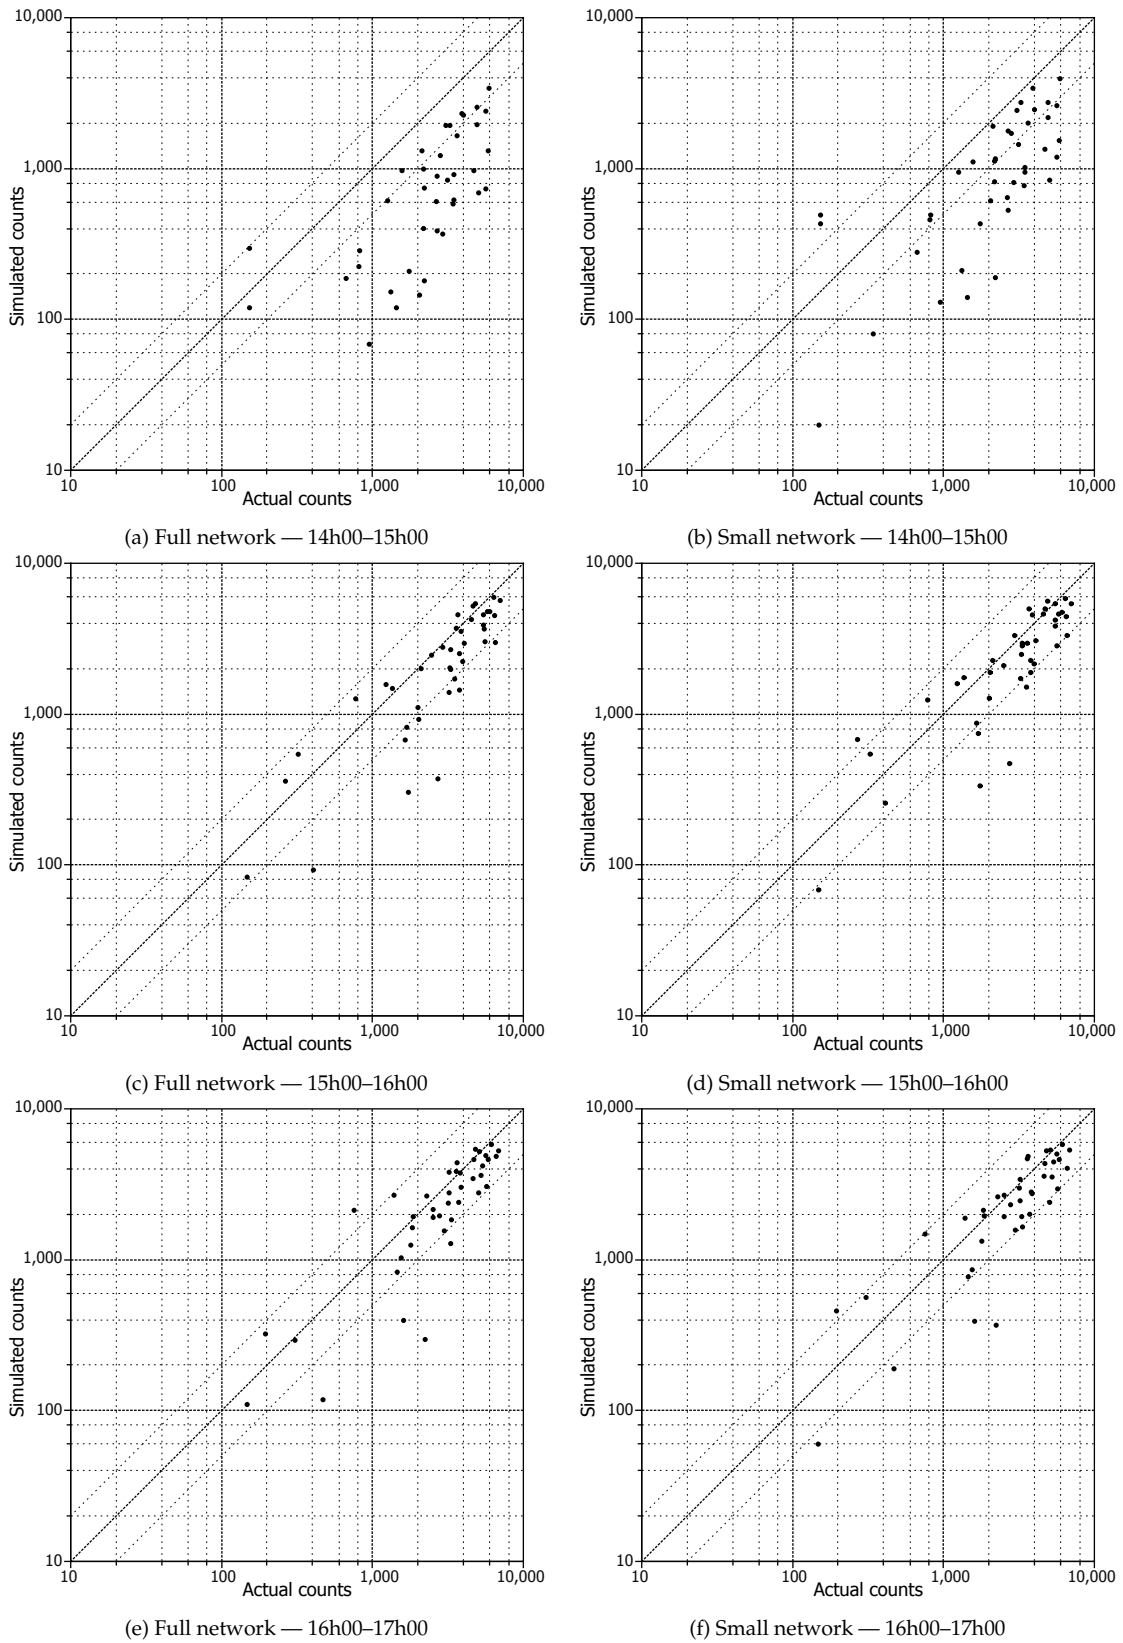 10,000
1,000
100
10
Simulated counts
10 100 1,000 10,000
Actual counts
(a) Full network — 14h00–15h00
10,000
1,000
100
10
Simulated counts
10 100 1,000 10,000
Actual counts
(b) Small network — 14h00–15h00
10,000
1,000
100
10
Simulated counts
10 100 1,000 10,000
Actual counts
(c) Full network — 15h00–16h00
10,000
1,000
100
10
Simulated counts
10 100 1,000 10,000
Actual counts
(d) Small network — 15h00–16h00
10,000
1,000
100
10
Simulated counts
10 100 1,000 10,000
Actual counts
(e) Full network — 16h00–17h00
10,000
1,000
100
10
Simulated counts
10 100 1,000 10,000
Actual counts
(f) Small network — 16h00–17h00